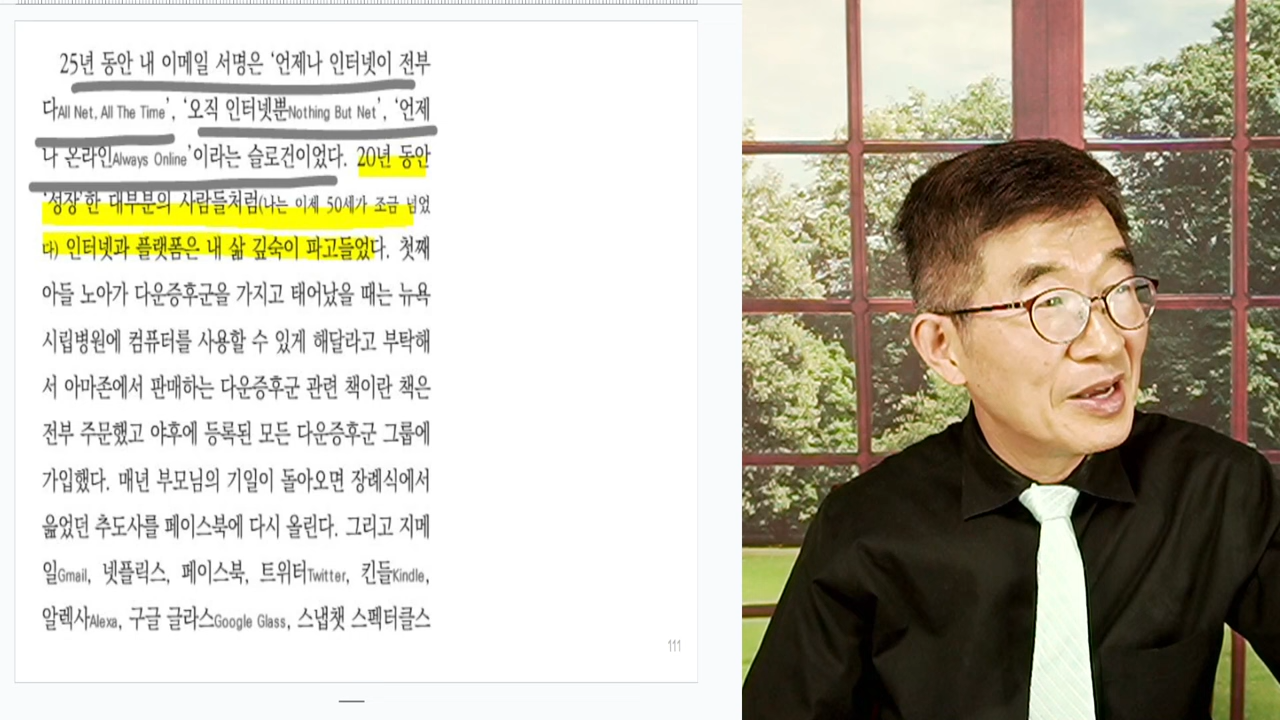 25년 동안 내 이메일 서명은 ‘언제나 인터넷이 전부
다All Net, All The Time’, ‘오직 인터넷뿐Nothing But Net’, ‘언제
나 온라인Always Online’이라는 슬로건이었다. 20년 동안
‘성장’한 대부분의 사람들처럼(나는 이제 50세가 조금 넘었
다) 인터넷과 플랫폼은 내 삶 깊숙이 파고들었다. 첫째
아들 노아가 다운증후군을 가지고 태어났을 때는 뉴욕
시립병원에 컴퓨터를 사용할 수 있게 해달라고 부탁해
서 아마존에서 판매하는 다운증후군 관련 책이란 책은
전부 주문했고 야후에 등록된 모든 다운증후군 그룹에
가입했다. 매년 부모님의 기일이 돌아오면 장례식에서
읊었던 추도사를 페이스북에 다시 올린다. 그리고 지메
일Gmail, 넷플릭스, 페이스북, 트위터Twitter, 킨들Kindle,
알렉사Alexa, 구글 글라스Google Glass, 스냅챗 스펙터클스
111